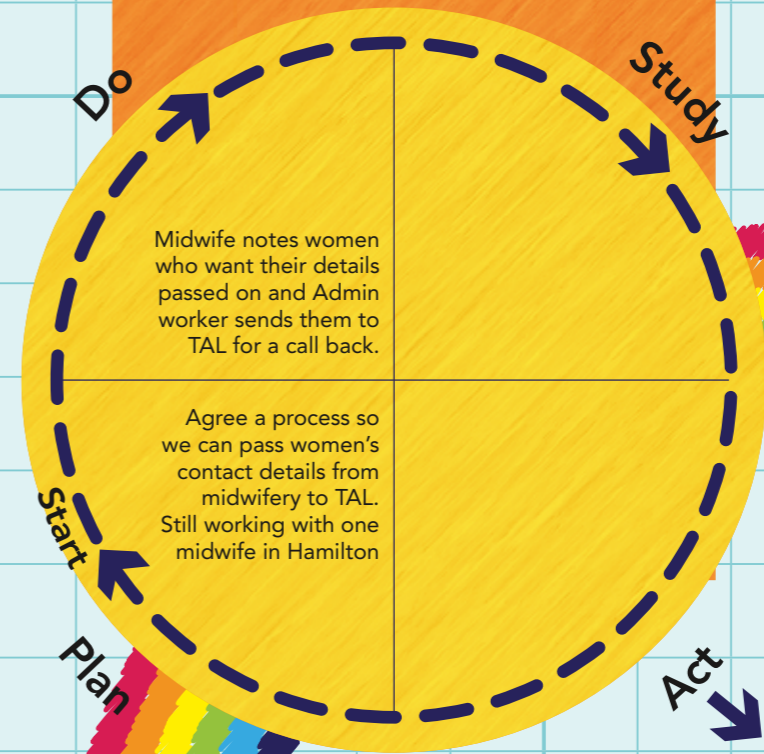 Do
Study
Midwife notes women
who want their details
passed on and Admin
worker sends them to
TAL for a call back.
Agree a process so
we can pass women’s
contact details from
midwifery to TAL.
Still working with one
midwife in Hamilton
Start
Plan
Act